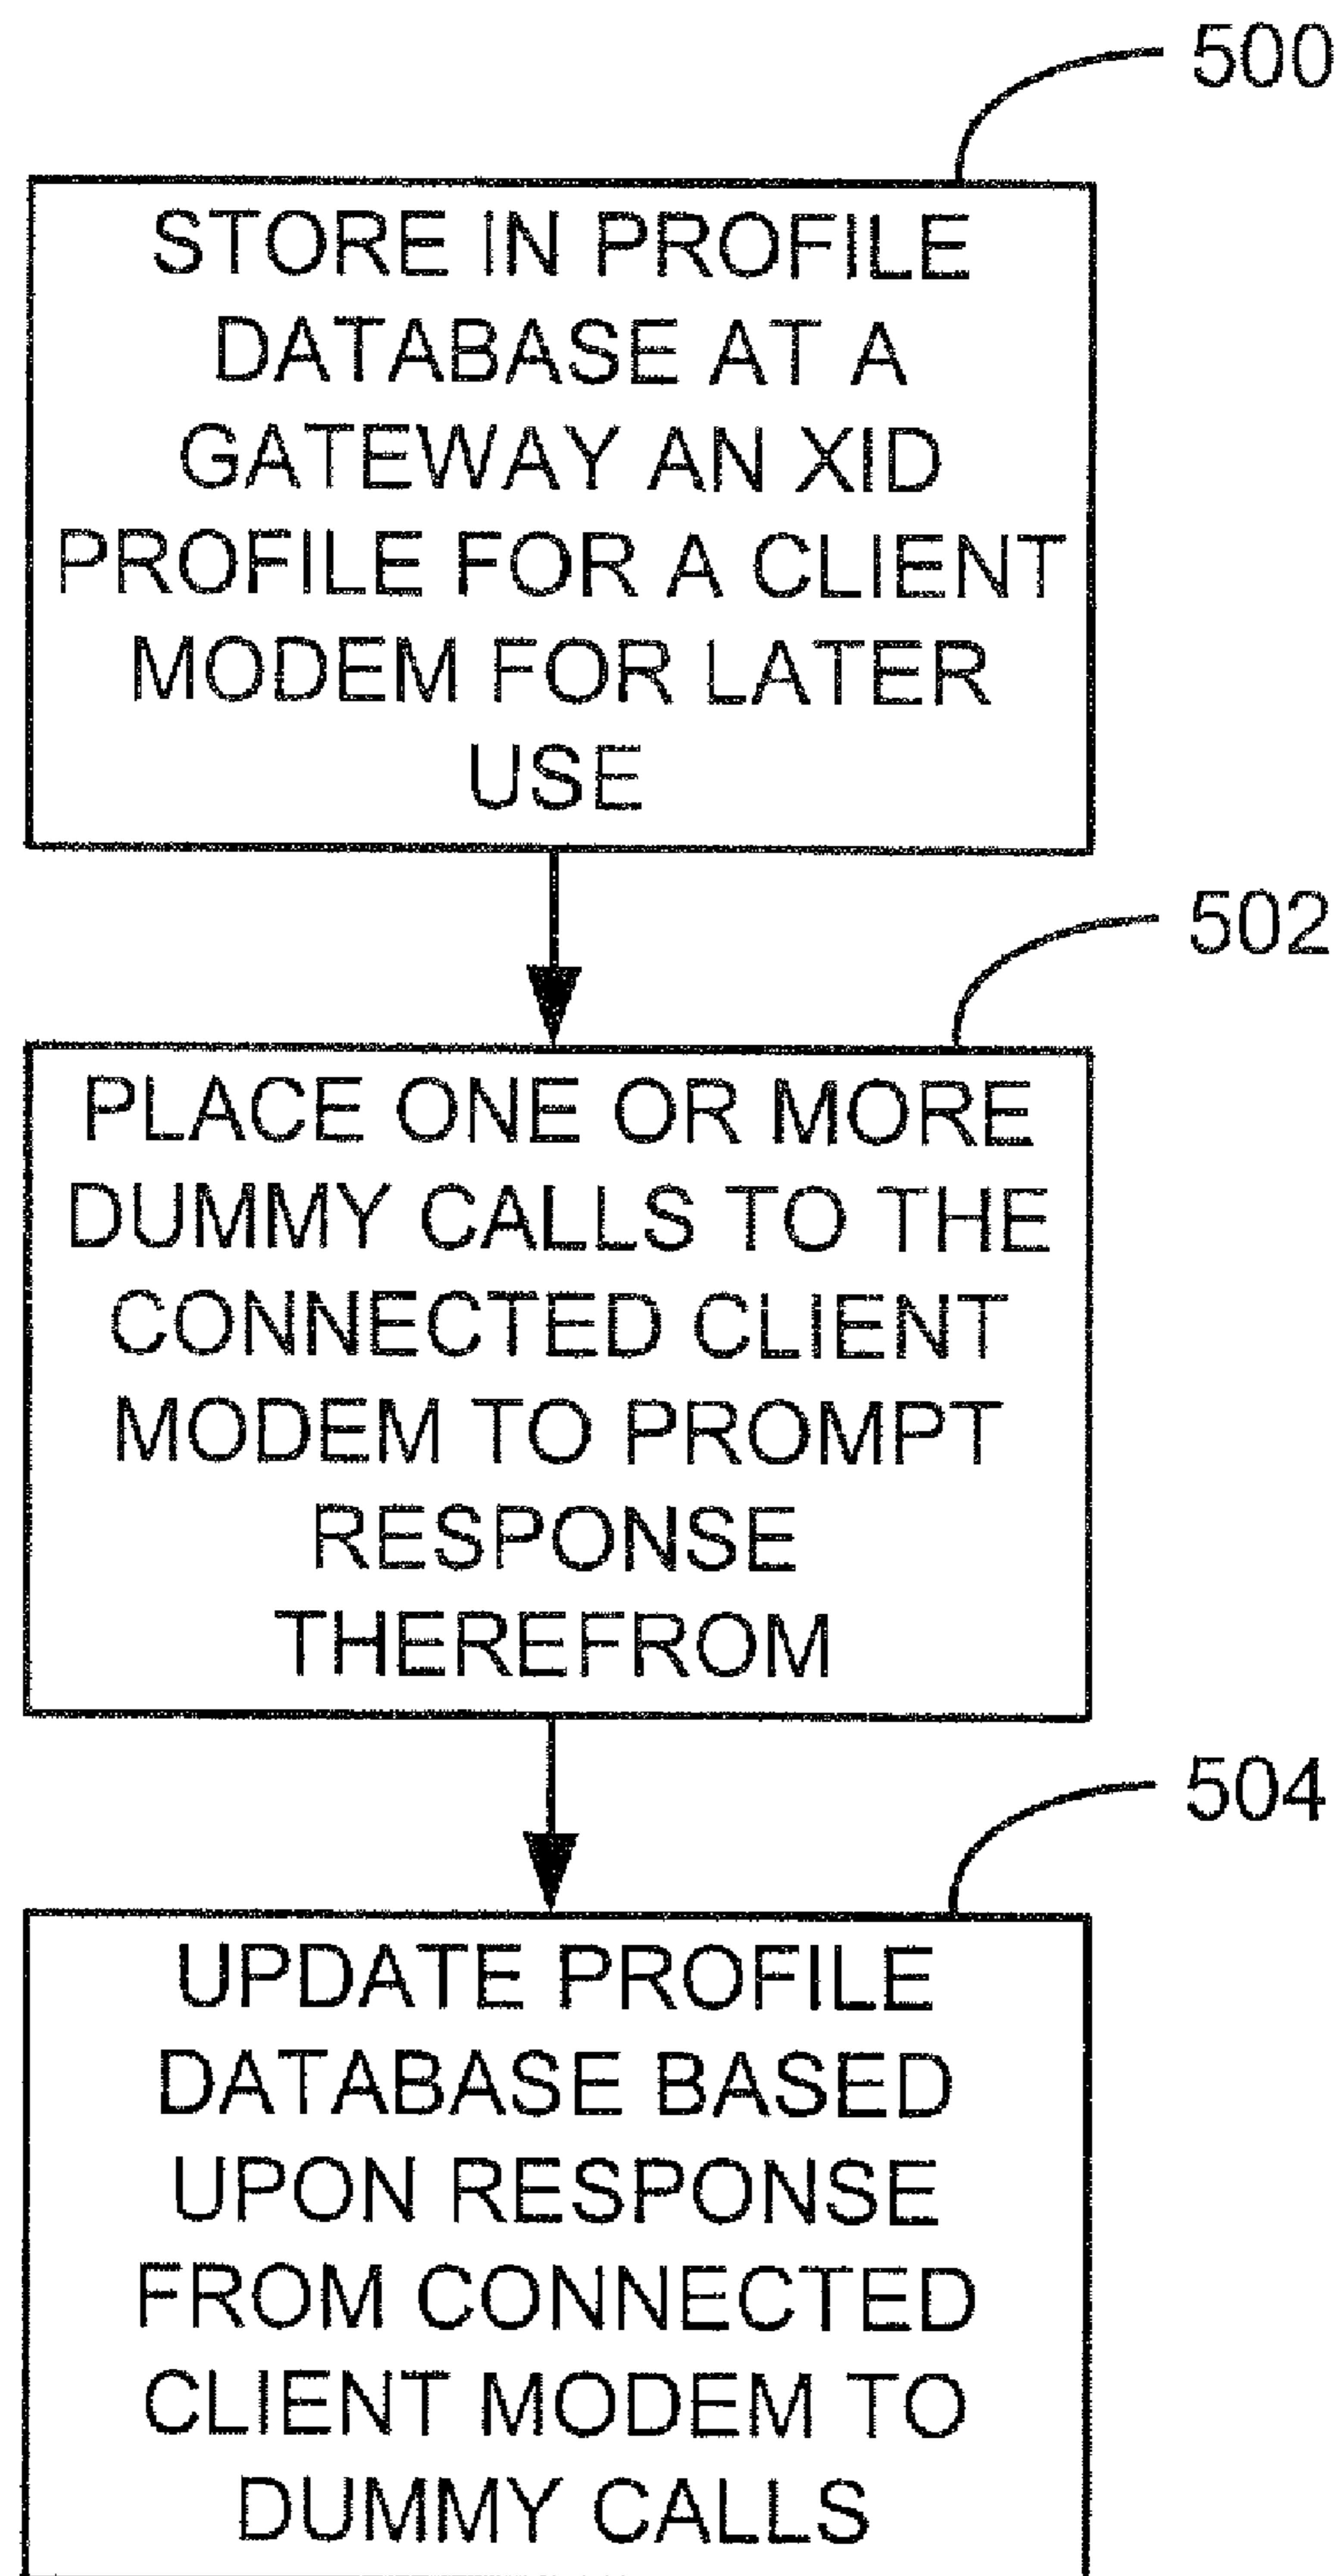 500
STORE IN PROFILE
DATABASE AT A
GATEWAY AN XID
PROFILE FOR A CLIENT
MODEM FOR LATER
USE
502
PLACE ONE OR MORE
DUMMY CALLS TO THE
CONNECTED CLIENT
MODEM TO PROMPT
RESPONSE
THEREFROM
504
UPDATE PROFILE
DATABASE BASED
UPON RESPONSE
FROM CONNECTED
CLIENT MODEM TO
DUMMY CALLS